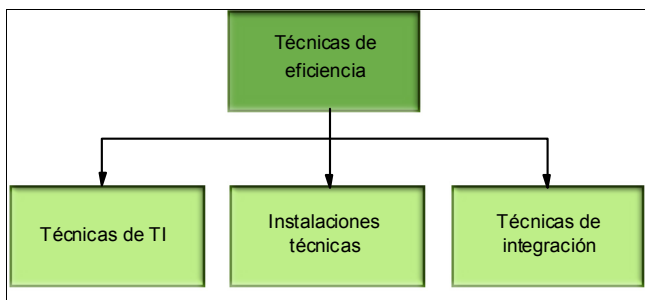 Técnicas de
eficiencia
Técnicas de TI
Instalaciones
técnicas
Técnicas de
integración